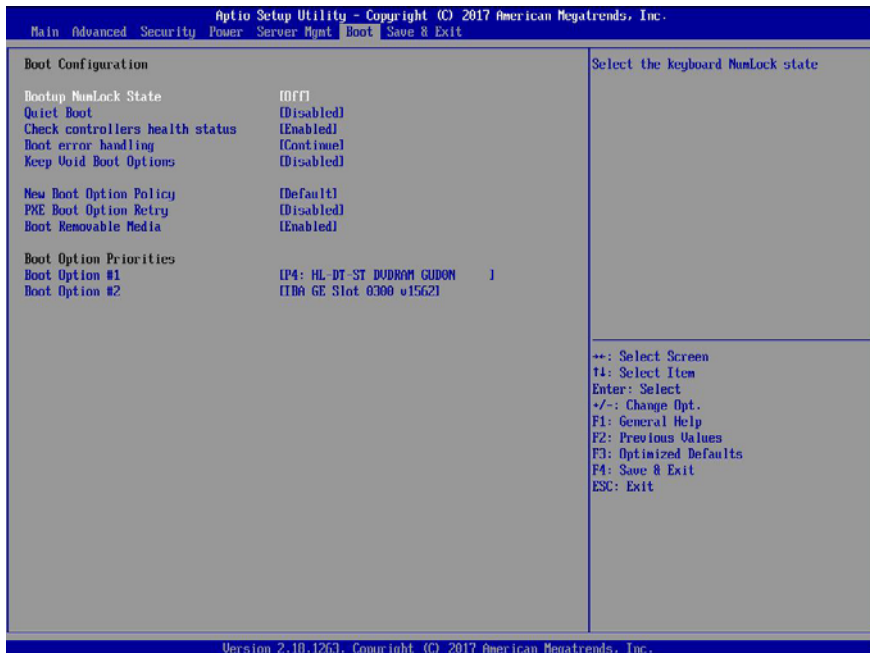 Aptio Setup Utility - Copyright (C) 2017 American Megatrends, Inc.
Main Advanced Security Power Server Mgmt Boot Save & Exit
Boot Configuration
Bootup NumLock State [Off]
Quiet Boot [Disabled]
Check controllers health status [Enabled]
Boot error handling [Continue]
Keep Void Boot Options [Disabled]
New Boot Option Policy [Default]
PXE Boot Option Retry [Disabled]
Boot Removable Media [Enabled]
Boot Option Priorities
Boot Option #1 [P4: HL-DT-ST DVDRAM GUD0N ]
Boot Option #2 [IBA GE Slot 0300 v1562]
Select the keyboard NumLock state
→←: Select Screen
↑↓: Select Item
Enter: Select
+/-: Change Opt.
F1: General Help
F2: Previous Values
F3: Optimized Defaults
F4: Save & Exit
ESC: Exit
Version 2.18.1263. Copyright (C) 2017 American Megatrends, Inc.